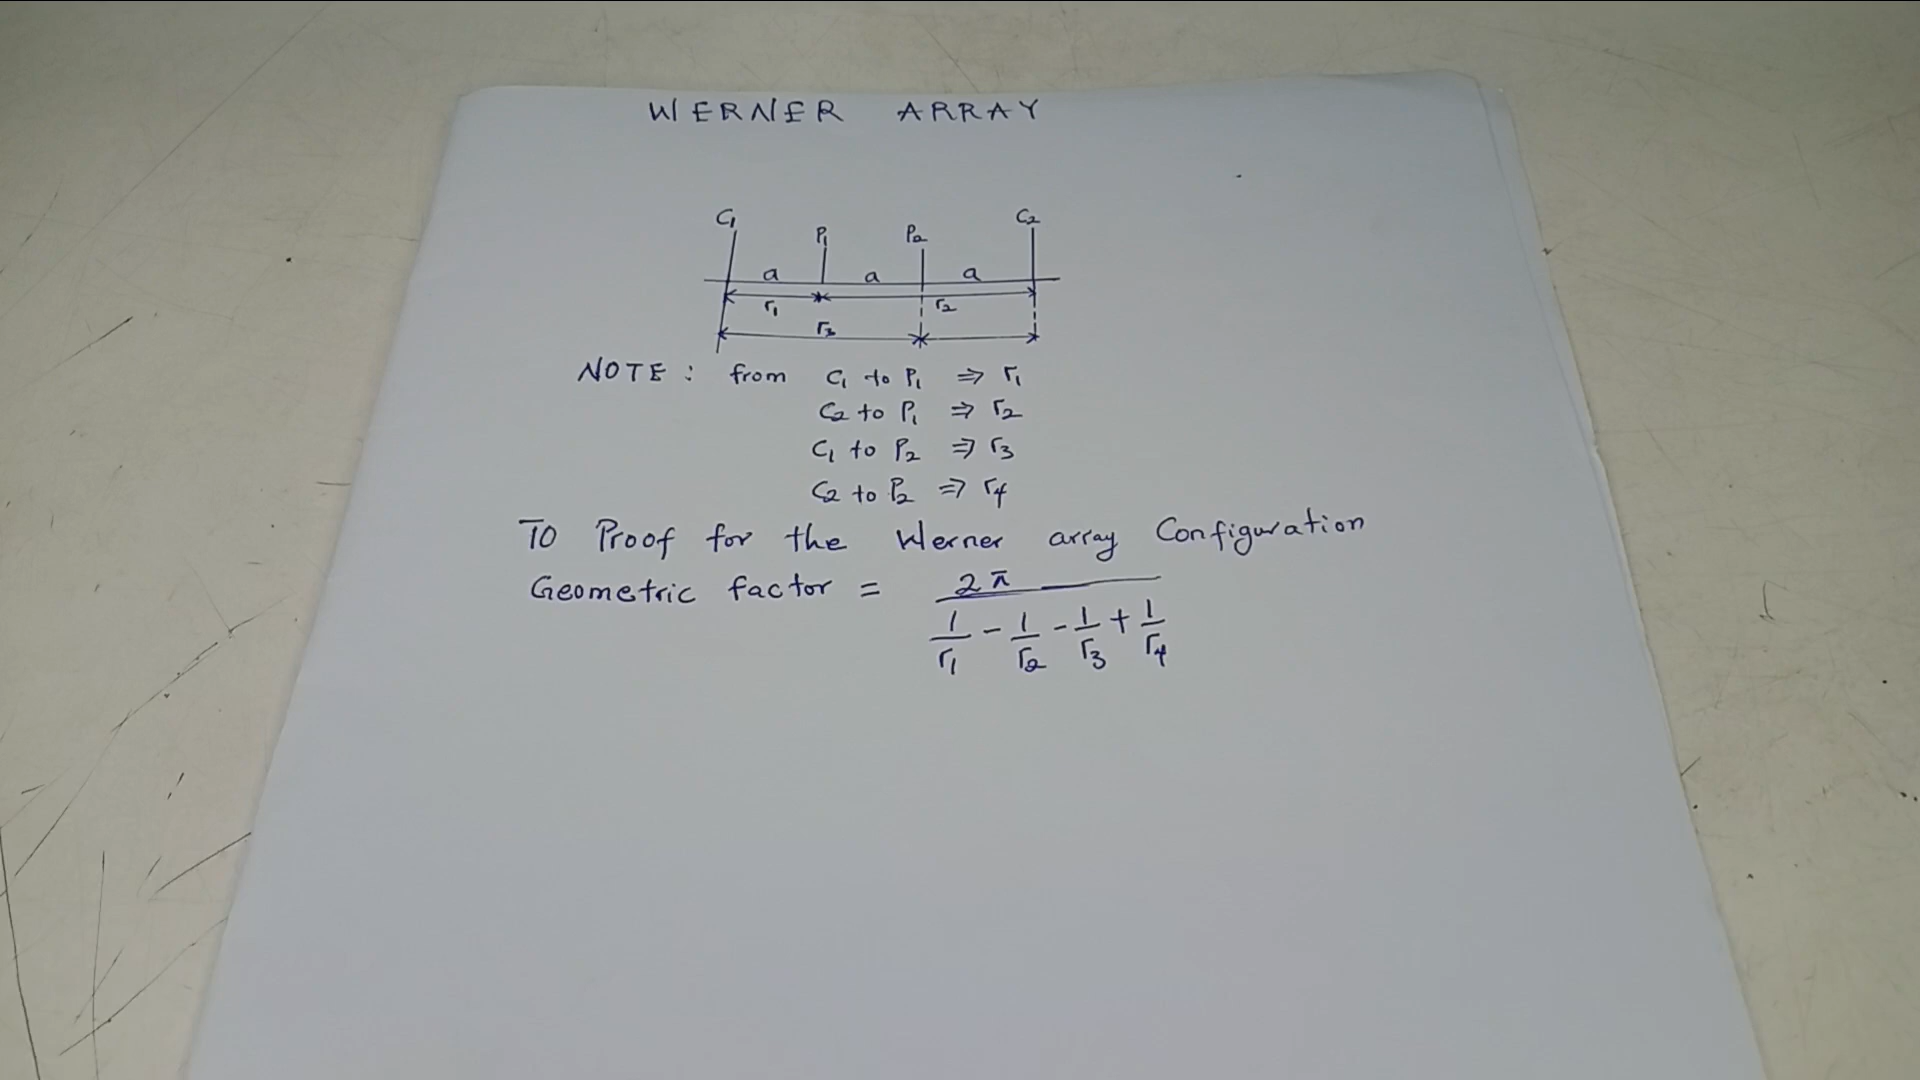 WERNER ARRAY
C1 P1 P2 C2
a a a
r1 r2
r3
NOTE: from C1 to P1 ⇒ r1
C2 to P1 ⇒ r2
C1 to P2 ⇒ r3
C2 to P2 ⇒ r4
TO Proof for the Werner array Configuration
Geometric factor = 2π
1/r1 - 1/r2 - 1/r3 + 1/r4